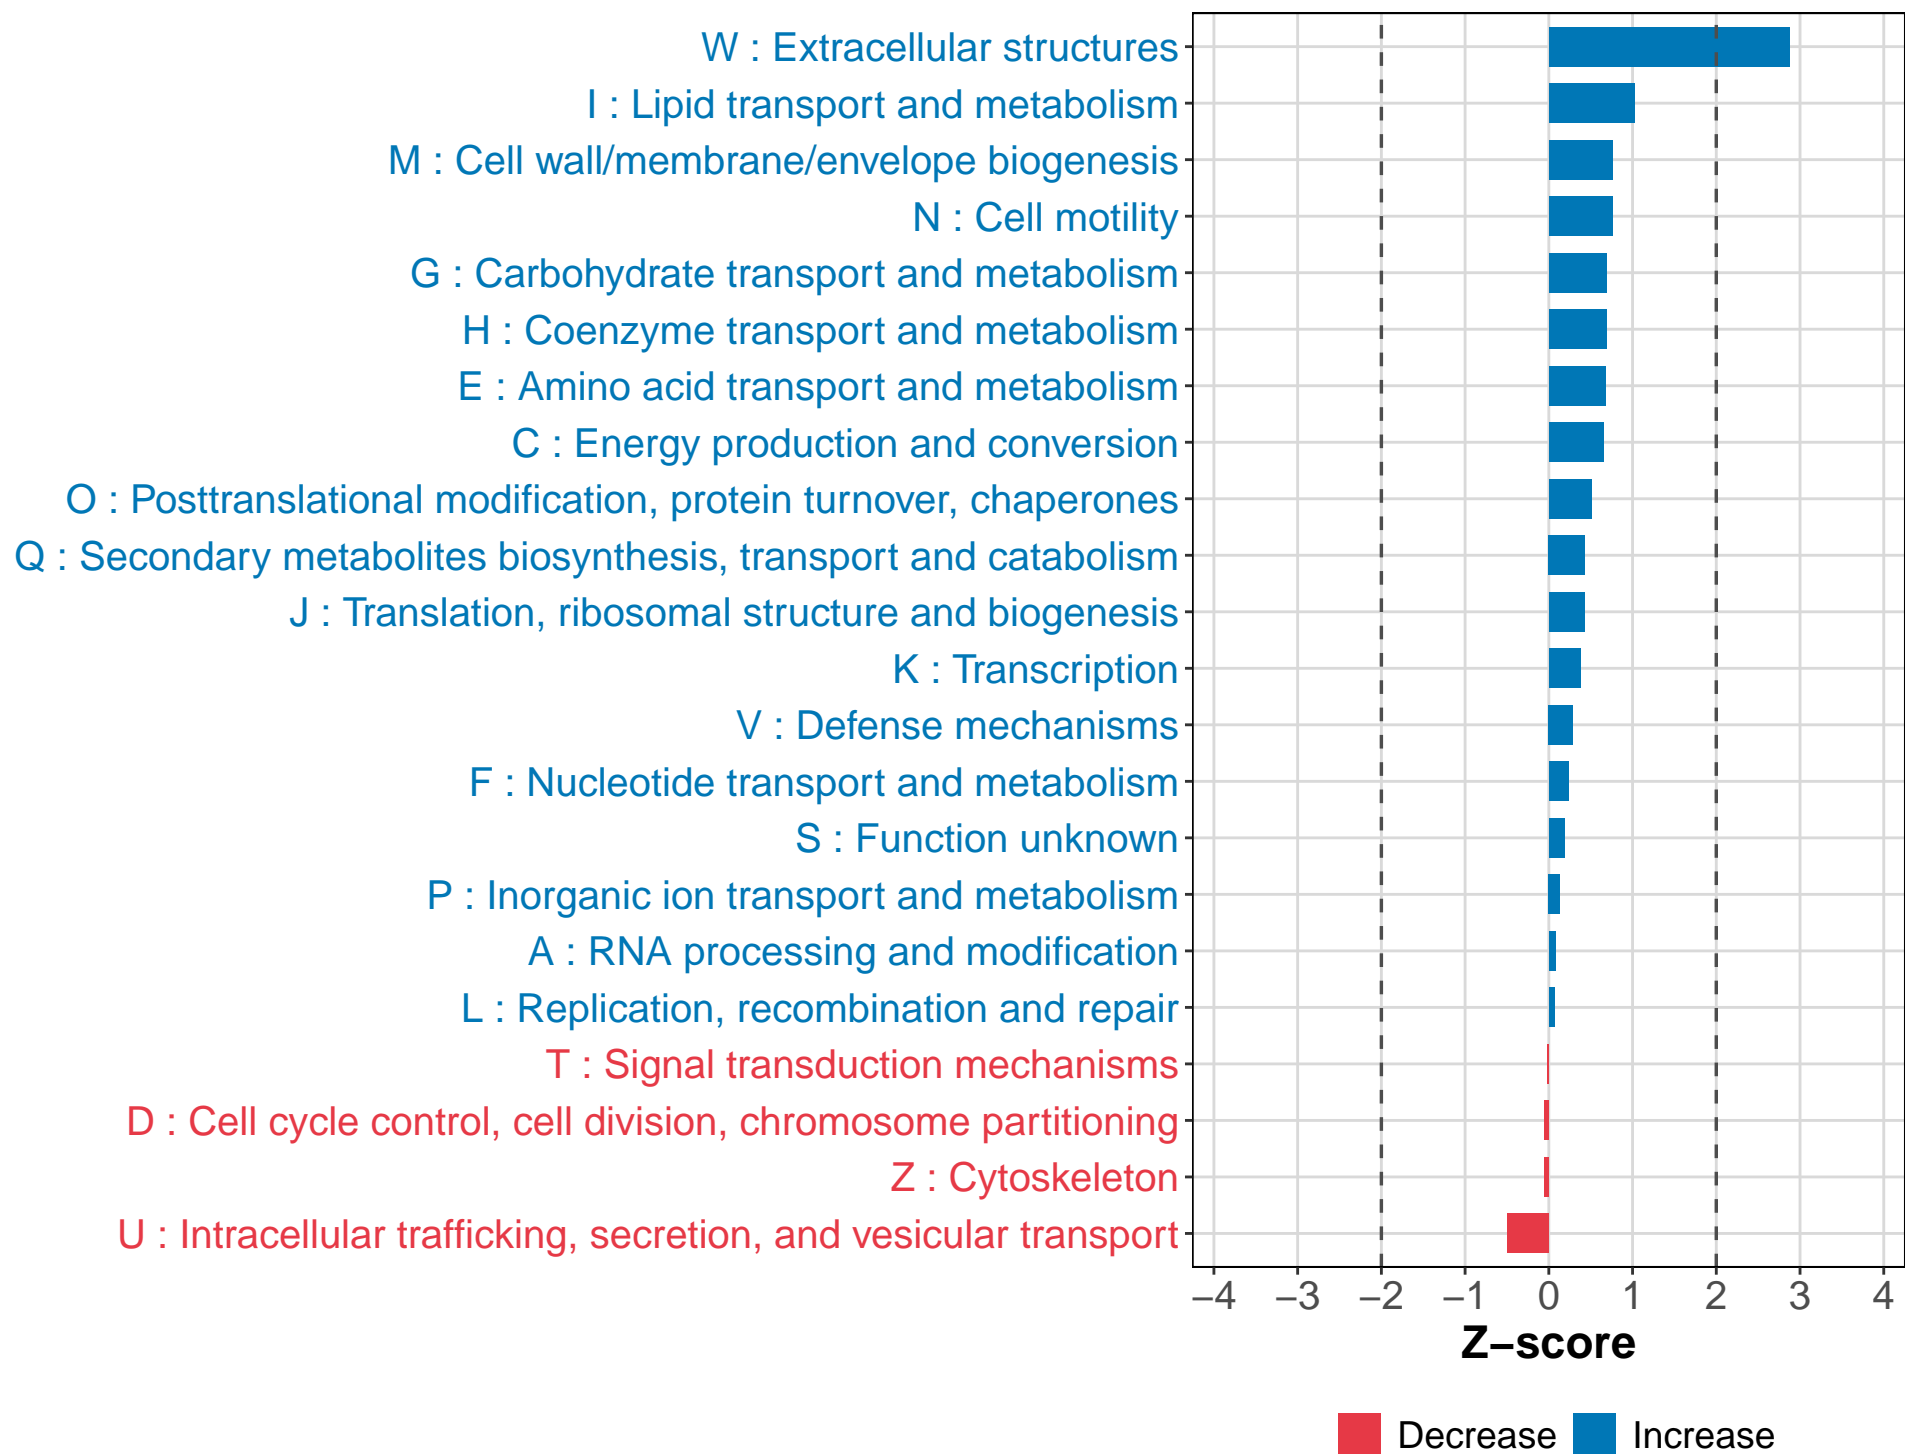 W : Extracellular structures
I : Lipid transport and metabolism
M : Cell wall/membrane/envelope biogenesis
N : Cell motility
G : Carbohydrate transport and metabolism
H : Coenzyme transport and metabolism
E : Amino acid transport and metabolism
C : Energy production and conversion
O : Posttranslational modification, protein turnover, chaperones
Q : Secondary metabolites biosynthesis, transport and catabolism
J : Translation, ribosomal structure and biogenesis
K : Transcription
V : Defense mechanisms
F : Nucleotide transport and metabolism
S : Function unknown
P : Inorganic ion transport and metabolism
A : RNA processing and modification
L : Replication, recombination and repair
T : Signal transduction mechanisms
D : Cell cycle control, cell division, chromosome partitioning
Z : Cytoskeleton
U : Intracellular trafficking, secretion, and vesicular transport
−4 −3 −2 −1 0 1 2 3 4
Z−score
Decrease Increase